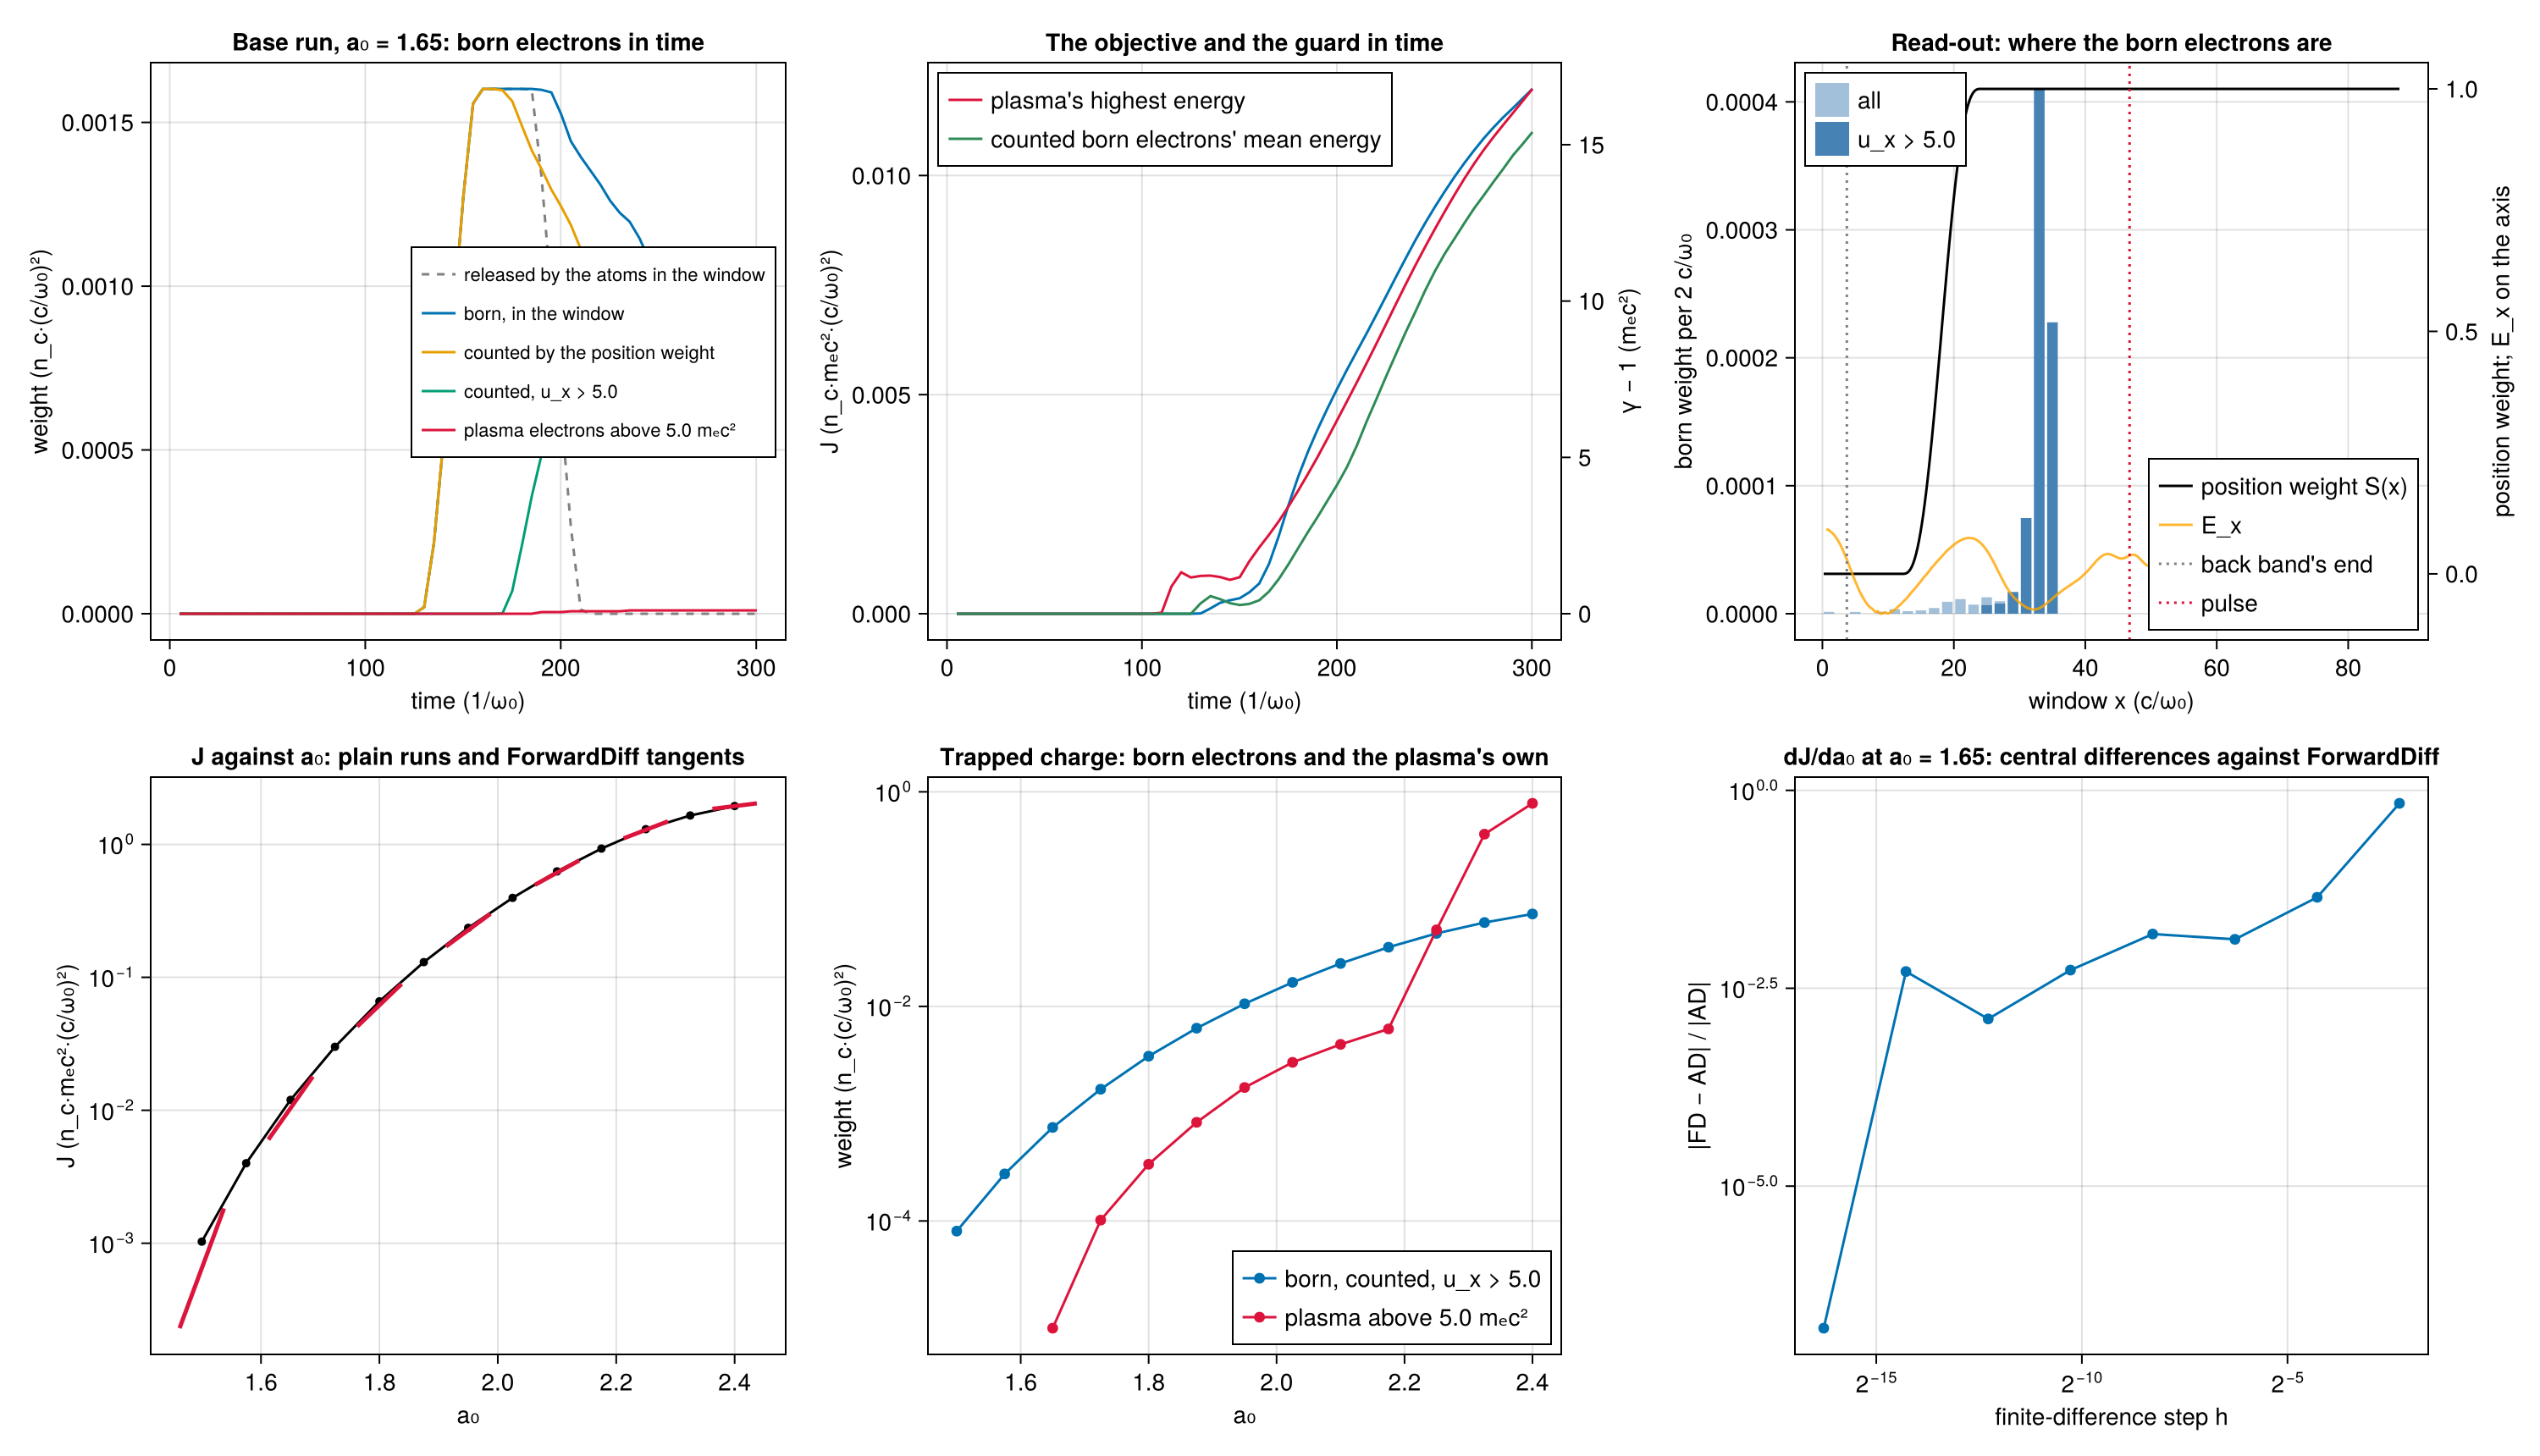 Base run, a₀ = 1.65: born electrons in time
weight (n_c·(c/ω₀)²)
0.0015
0.0010
0.0005
0.0000
released by the atoms in the window
born, in the window
counted by the position weight
counted, u_x > 5.0
plasma electrons above 5.0 mₑc²
0
100
200
300
time (1/ω₀)
The objective and the guard in time
J (n_c·mₑc²·(c/ω₀)²)
0.010
0.005
0.000
plasma's highest energy
counted born electrons' mean energy
15
10
5
0
γ − 1 (mₑc²)
0
100
200
300
time (1/ω₀)
Read-out: where the born electrons are
born weight per 2 c/ω₀
0.0004
0.0003
0.0002
0.0001
0.0000
all
u_x > 5.0
position weight S(x)
E_x
back band's end
pulse
1.0
0.5
0.0
position weight; E_x on the axis
0
20
40
60
80
window x (c/ω₀)
J against a₀: plain runs and ForwardDiff tangents
J (n_c·mₑc²·(c/ω₀)²)
10⁰
10⁻¹
10⁻²
10⁻³
1.6
1.8
2.0
2.2
2.4
a₀
Trapped charge: born electrons and the plasma's own
weight (n_c·(c/ω₀)²)
10⁰
10⁻²
10⁻⁴
born, counted, u_x > 5.0
plasma above 5.0 mₑc²
1.6
1.8
2.0
2.2
2.4
a₀
dJ/da₀ at a₀ = 1.65: central differences against ForwardDiff
|FD − AD| / |AD|
10⁰·⁰
10⁻²·⁵
10⁻⁵·⁰
2⁻¹⁵
2⁻¹⁰
2⁻⁵
finite-difference step h